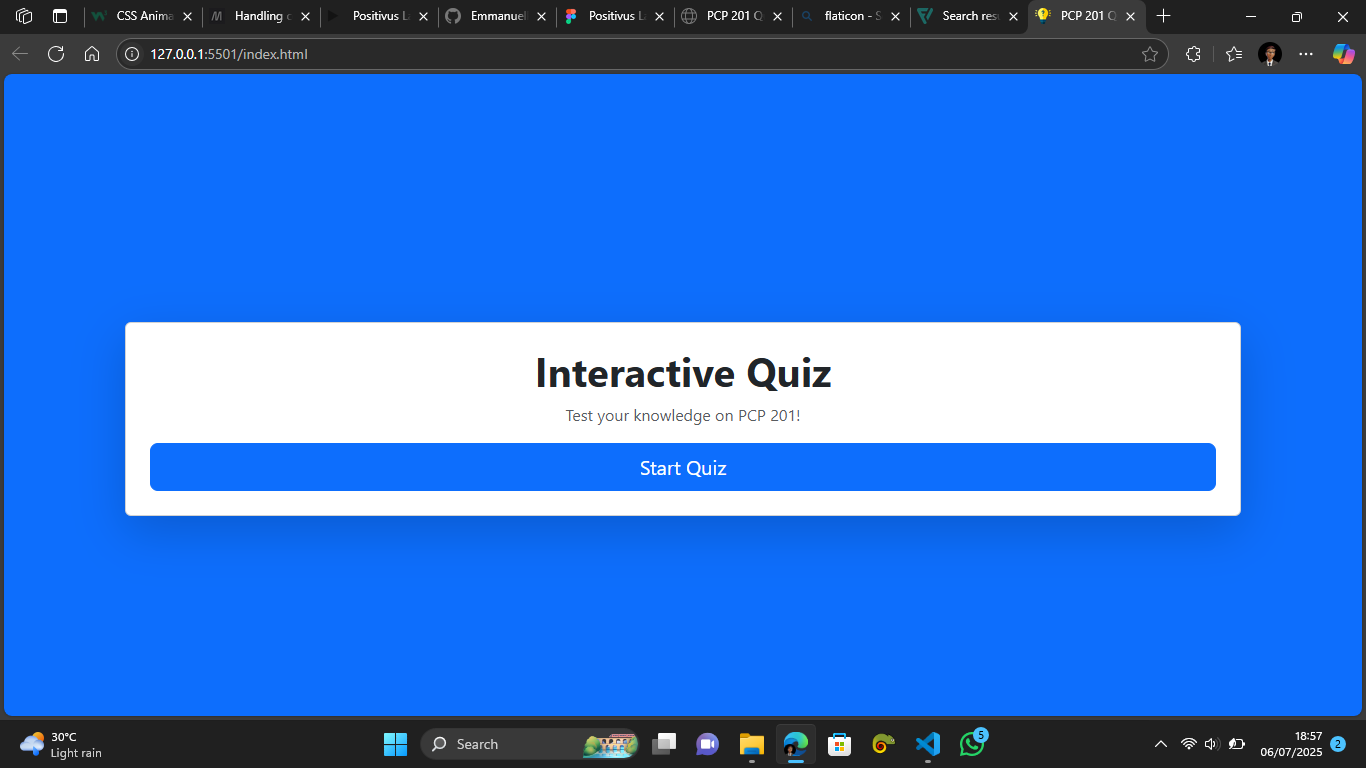 CSS Anima
Handling c
Positivus La
Emmanuel
Positivus La
PCP 201 Q
flaticon - S
Search resu
PCP 201 Q
127.0.0.1:5501/index.html
Interactive Quiz
Test your knowledge on PCP 201!
Start Quiz
30°C
Light rain
Search
5
18:57
06/07/2025
2